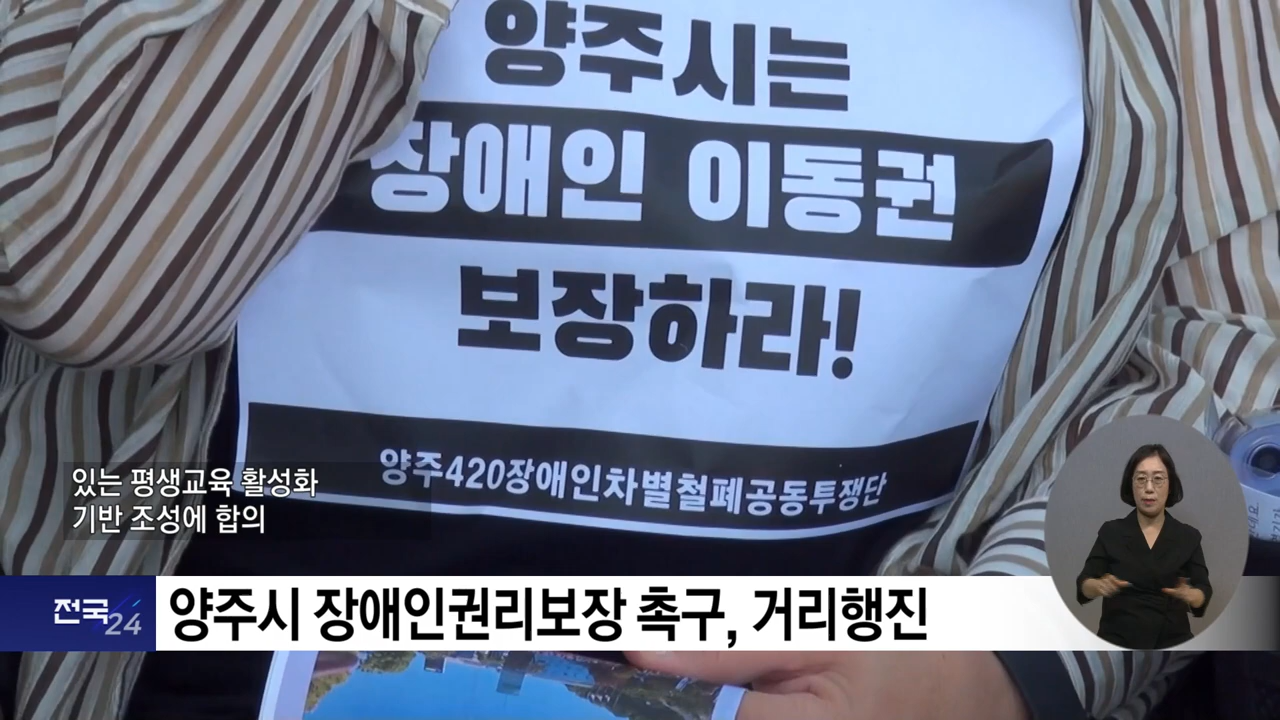 양주시는
장애인 이동권
보장하라!
양주420장애인차별철폐공동투쟁단
있는 평생교육 활성화
기반 조성에 합의
전국24
양주시 장애인권리보장 촉구, 거리행진